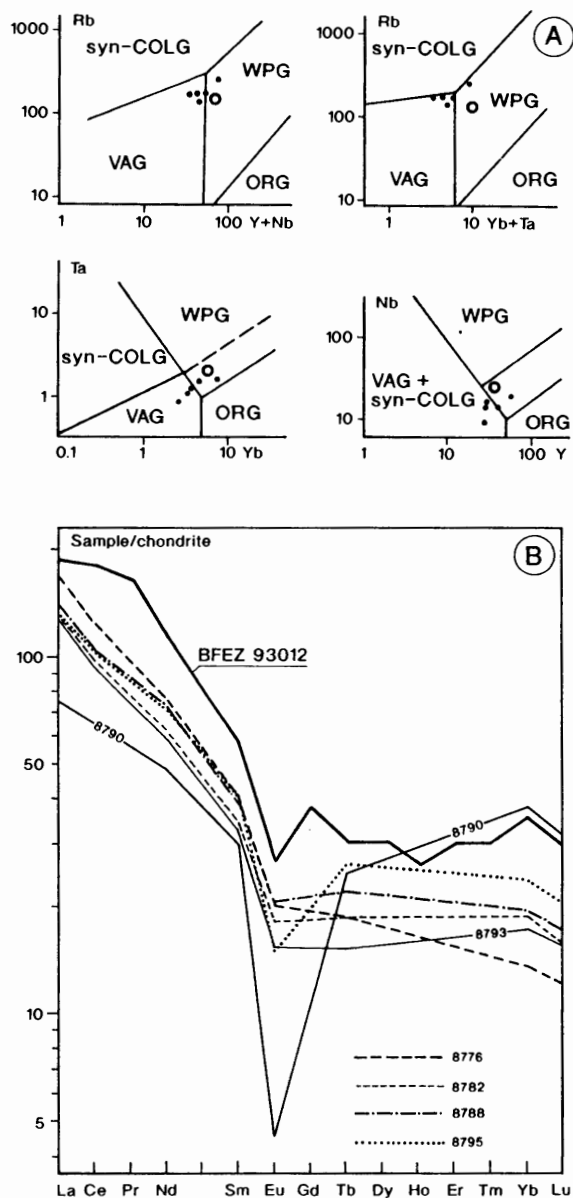 Rb
1000
100
10
syn-COLG
WPG
VAG
ORG
1 10 100 Y+Nb
Rb
1000
100
10
syn-COLG
WPG
VAG
ORG
1 10 Yb+Ta
A
Ta
10
1
WPG
syn-COLG
VAG
ORG
0.1 1 10 Yb
Nb
100
10
WPG
VAG +
syn-COLG
ORG
1 10 100 Y
Sample/chondrite
B
100
50
10
5
BFEZ 93012
8790
8790
8793
8776
8782
8788
8795
La Ce Pr Nd Sm Eu Gd Tb Dy Ho Er Tm Yb Lu